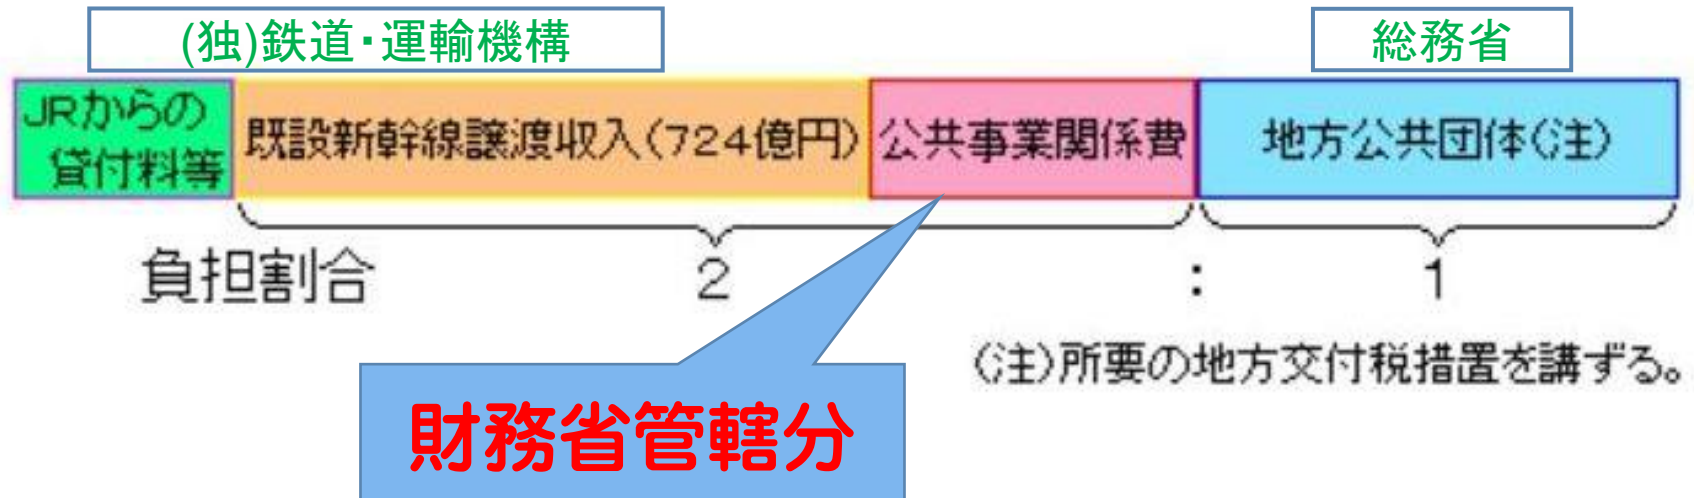 (独)鉄道・運輸機構
総務省
JRからの
貸付料等
既設新幹線譲渡収入(724億円)
公共事業関係費
地方公共団体(注)
負担割合
2
:
1
(注)所要の地方交付税措置を講ずる。
財務省管轄分